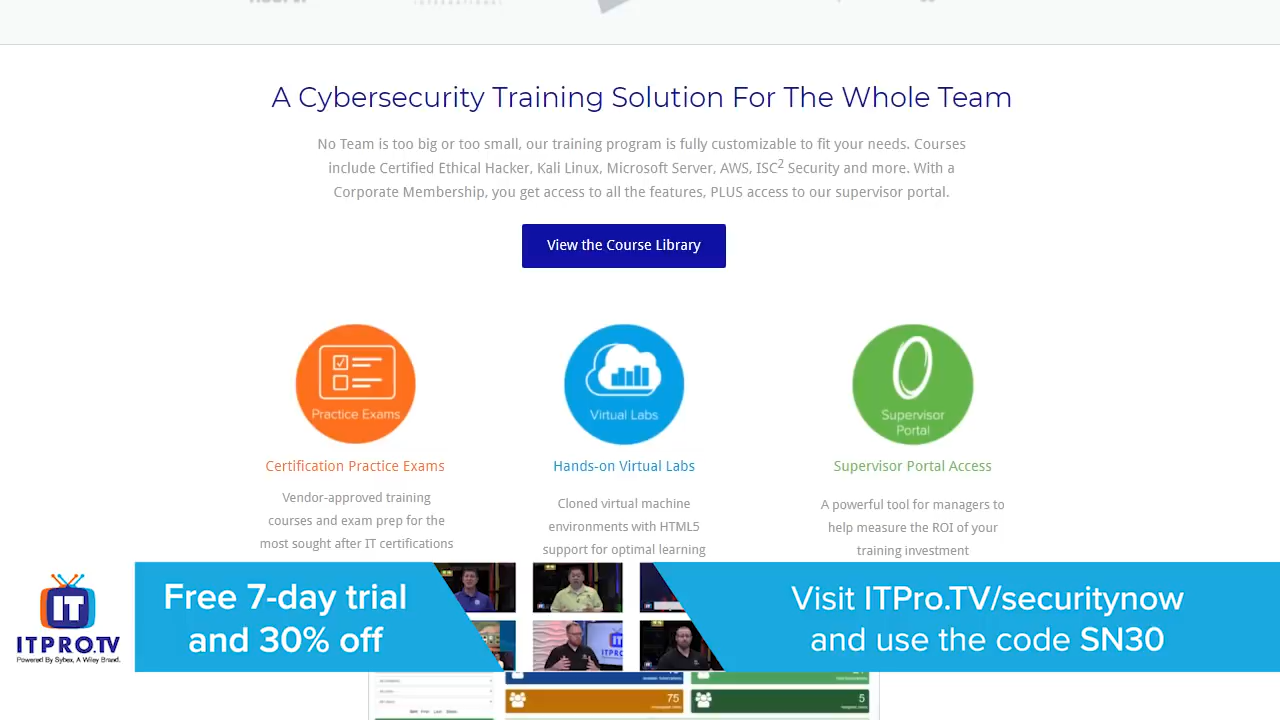 A Cybersecurity Training Solution For The Whole Team
No Team is too big or too small, our training program is fully customizable to fit your needs. Courses
include Certified Ethical Hacker, Kali Linux, Microsoft Server, AWS, ISC2 Security and more. With a
Corporate Membership, you get access to all the features, PLUS access to our supervisor portal.
View the Course Library
Practice Exams
Virtual Labs
Supervisor
Portal
Certification Practice Exams
Hands-on Virtual Labs
Supervisor Portal Access
Vendor-approved training
courses and exam prep for the
most sought after IT certifications
Cloned virtual machine
environments with HTML5
support for optimal learning
A powerful tool for managers to
help measure the ROI of your
training investment
IT
ITPRO.TV
Powered By Sybex, A Wiley Brand.
Free 7-day trial
and 30% off
Visit ITPro.TV/securitynow
and use the code SN30
75
5